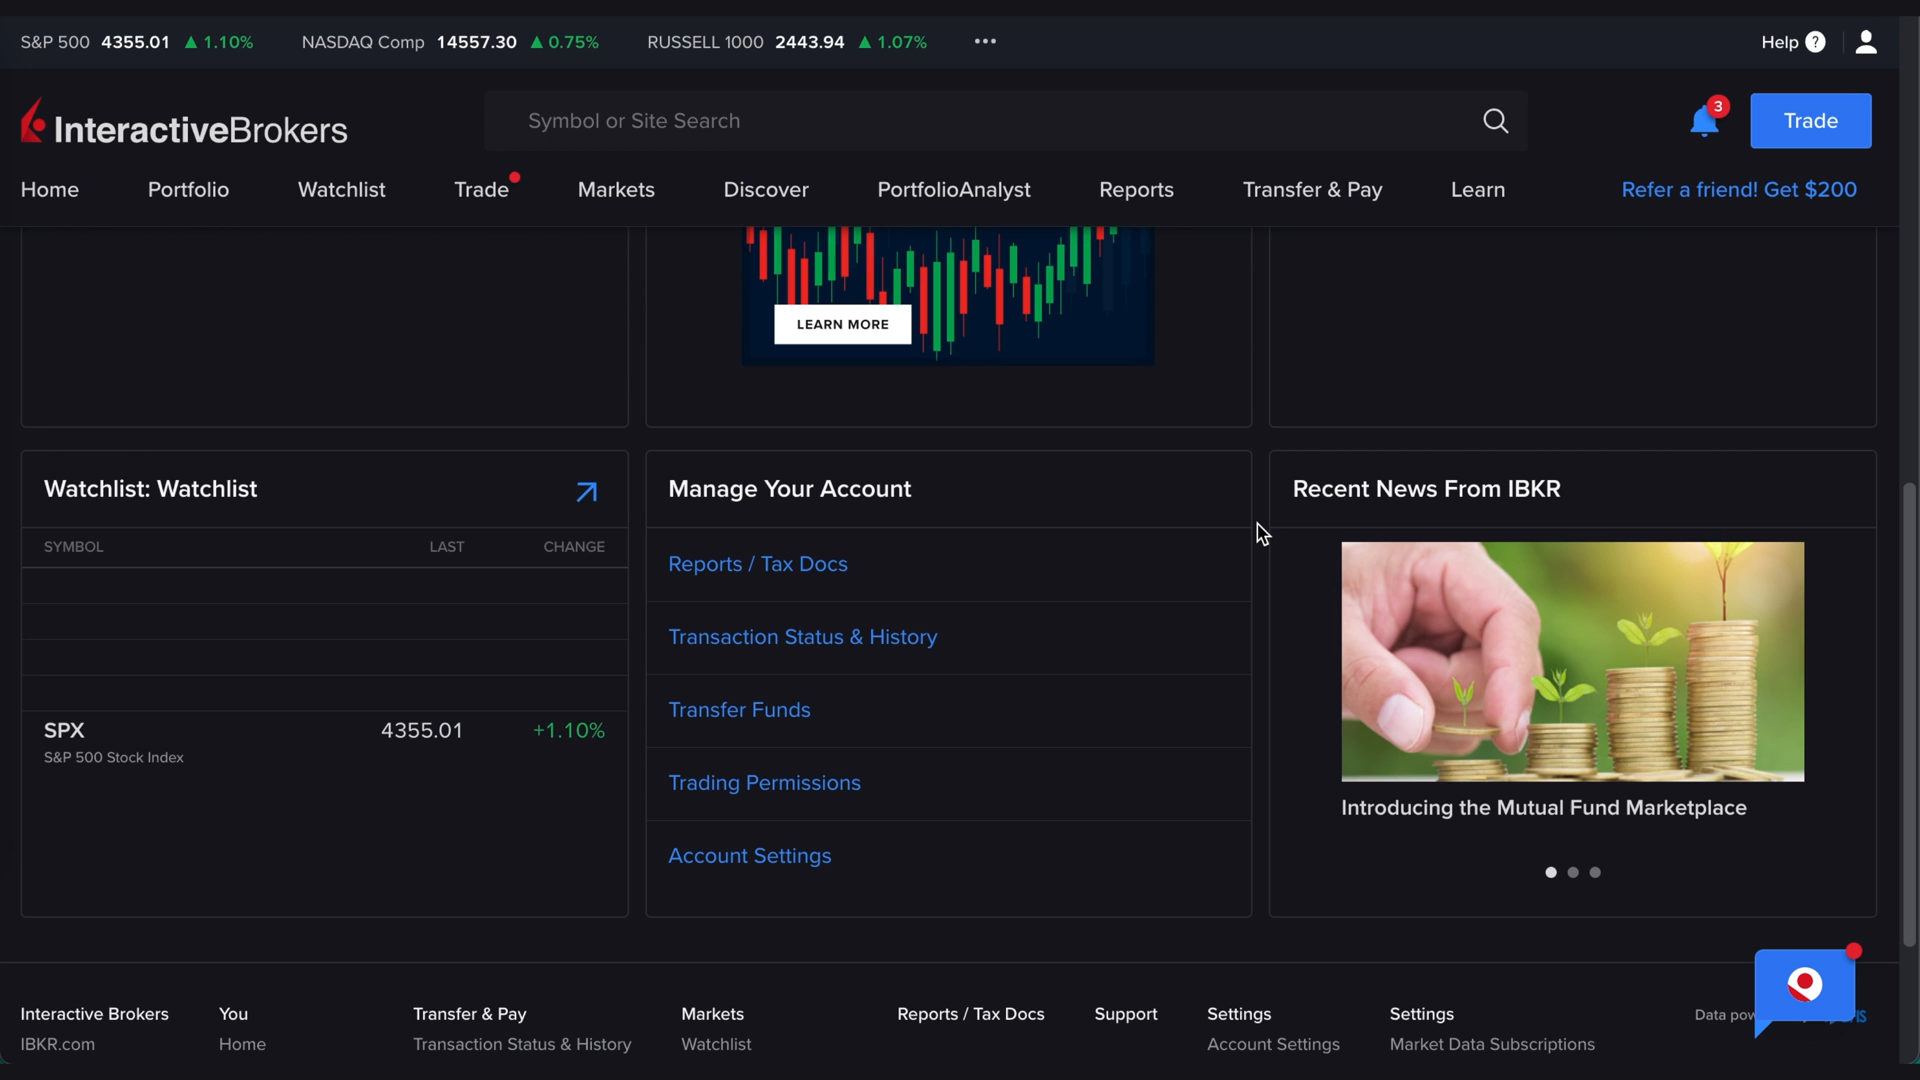 S&P 500 4355.01 ▲ 1.10% NASDAQ Comp 14557.30 ▲ 0.75% RUSSELL 1000 2443.94 ▲ 1.07% ••• Help ?
InteractiveBrokers Symbol or Site Search 3 Trade
Home Portfolio Watchlist Trade Markets Discover PortfolioAnalyst Reports Transfer & Pay Learn Refer a friend! Get $200
LEARN MORE
Watchlist: Watchlist
SYMBOL LAST CHANGE
SPX 4355.01 +1.10%
S&P 500 Stock Index
Manage Your Account
Reports / Tax Docs
Transaction Status & History
Transfer Funds
Trading Permissions
Account Settings
Recent News From IBKR
Introducing the Mutual Fund Marketplace
Interactive Brokers You Transfer & Pay Markets Reports / Tax Docs Support Settings Settings Data
IBKR.com Home Transaction Status & History Watchlist Account Settings Market Data Subscriptions